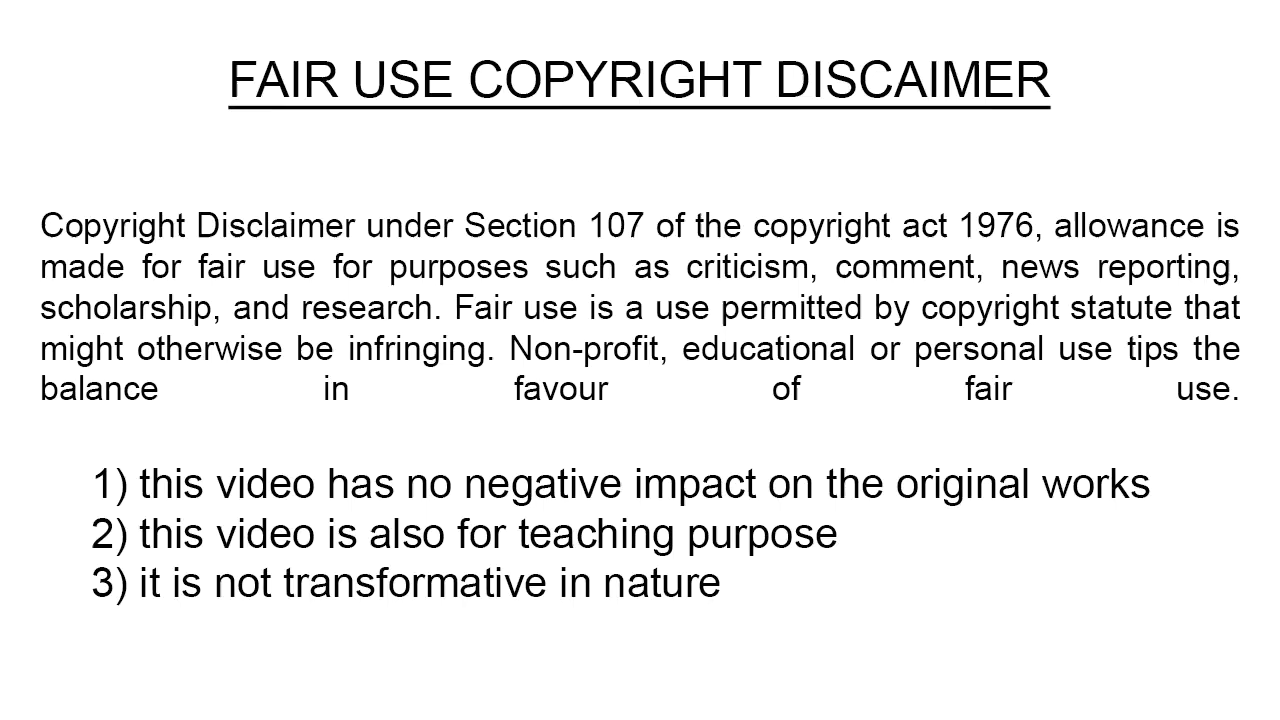 FAIR USE COPYRIGHT DISCAIMER
Copyright Disclaimer under Section 107 of the copyright act 1976, allowance is
made for fair use for purposes such as criticism, comment, news reporting,
scholarship, and research. Fair use is a use permitted by copyright statute that
might otherwise be infringing. Non-profit, educational or personal use tips the
balance in favour of fair use.
1) this video has no negative impact on the original works
2) this video is also for teaching purpose
3) it is not transformative in nature